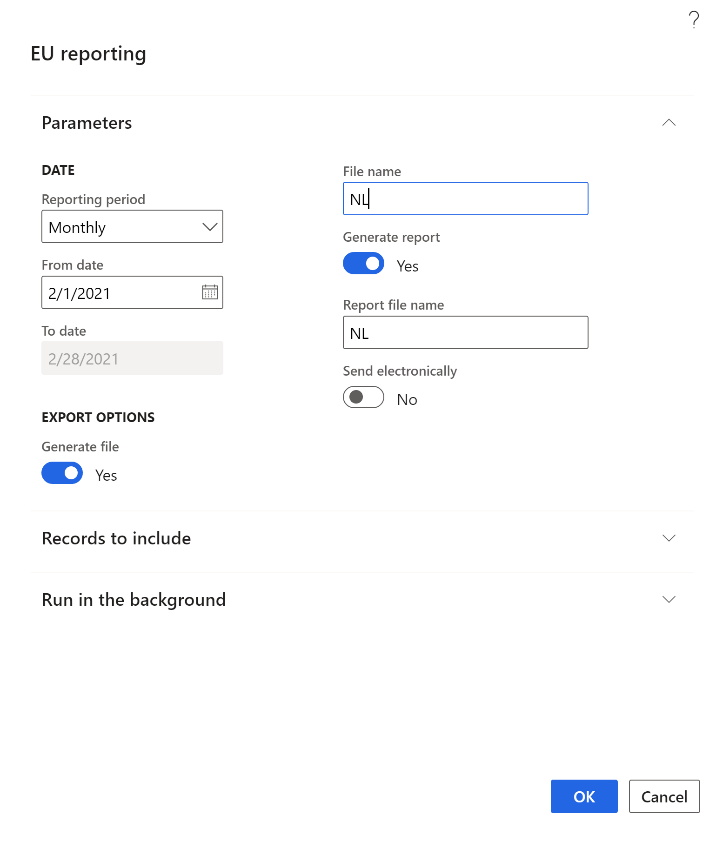 ?
EU reporting
Parameters
DATE
Reporting period
Monthly
From date
2/1/2021
To date
2/28/2021
EXPORT OPTIONS
Generate file
Yes
File name
NL
Generate report
Yes
Report file name
NL
Send electronically
No
Records to include
Run in the background
OK
Cancel